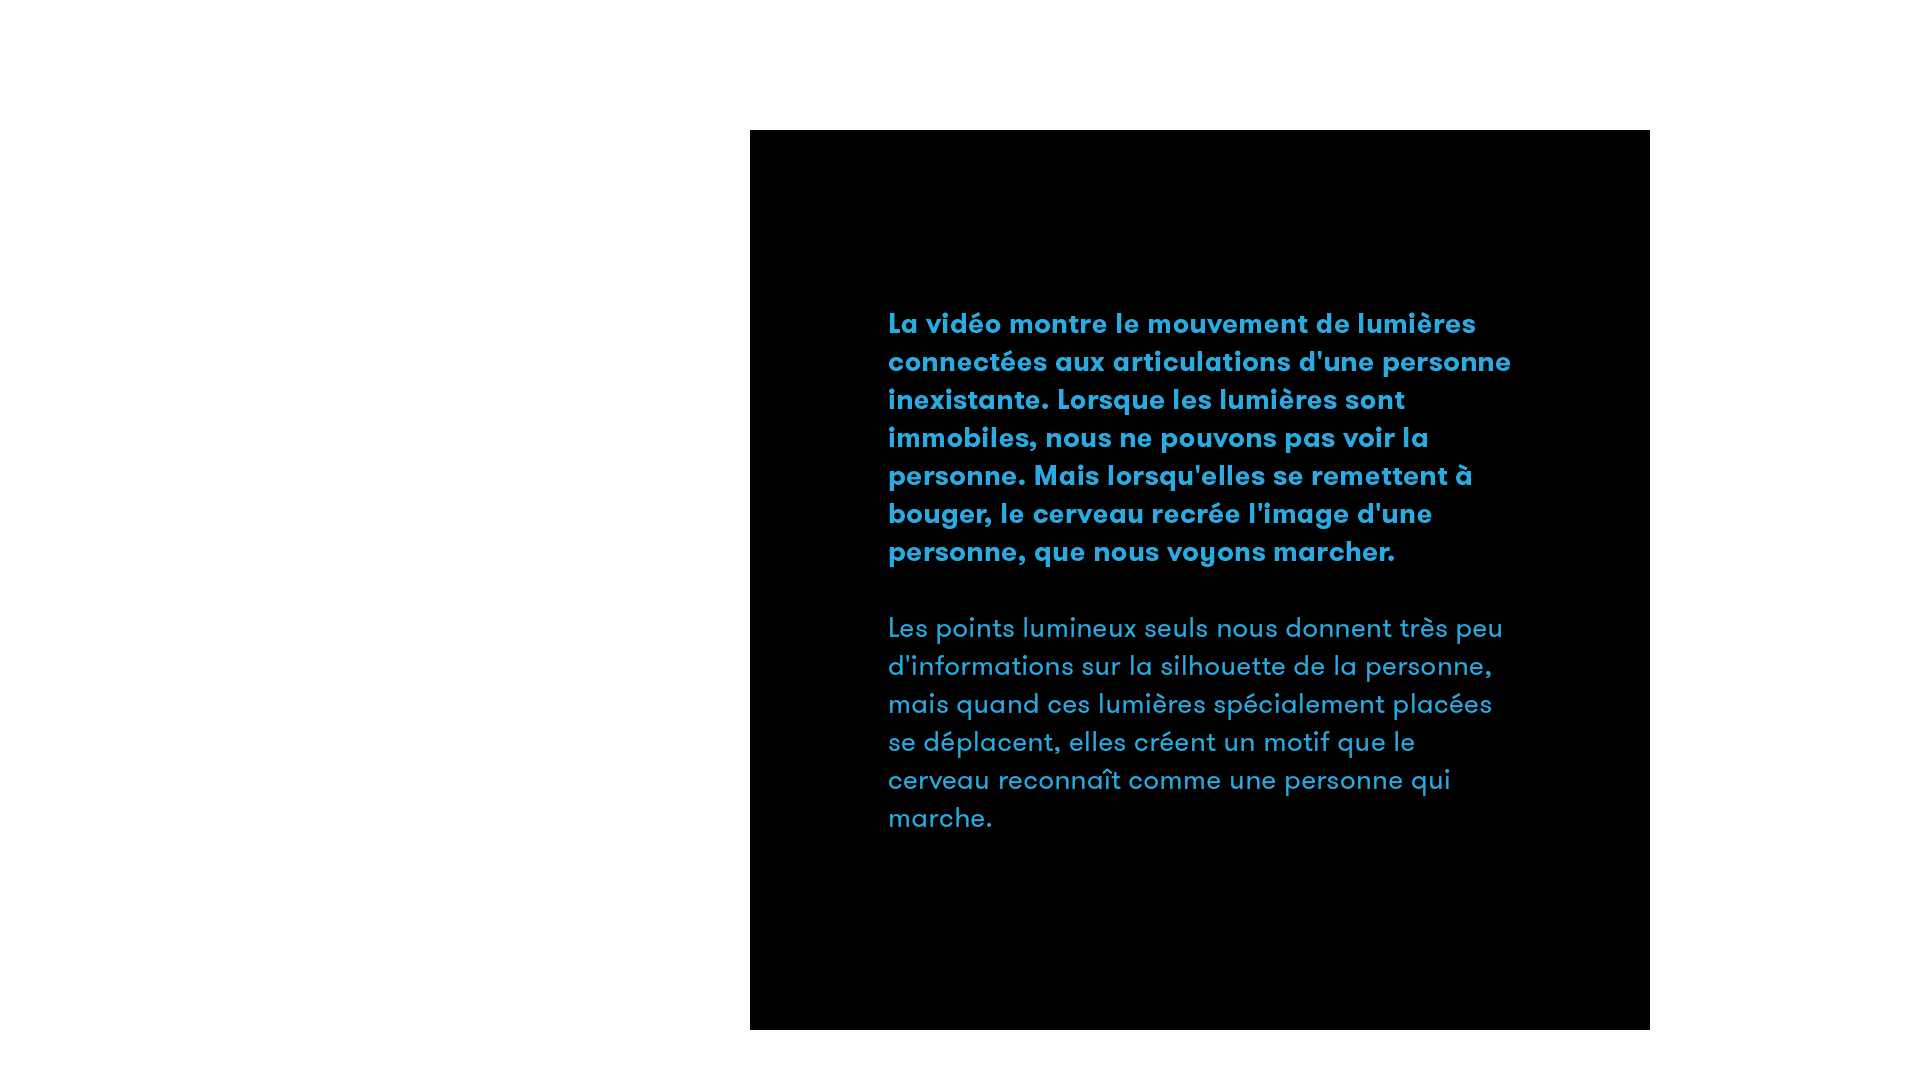 La vidéo montre le mouvement de lumières
connectées aux articulations d'une personne
inexistante. Lorsque les lumières sont
immobiles, nous ne pouvons pas voir la
personne. Mais lorsqu'elles se remettent à
bouger, le cerveau recrée l'image d'une
personne, que nous voyons marcher.
Les points lumineux seuls nous donnent très peu
d'informations sur la silhouette de la personne,
mais quand ces lumières spécialement placées
se déplacent, elles créent un motif que le
cerveau reconnaît comme une personne qui
marche.